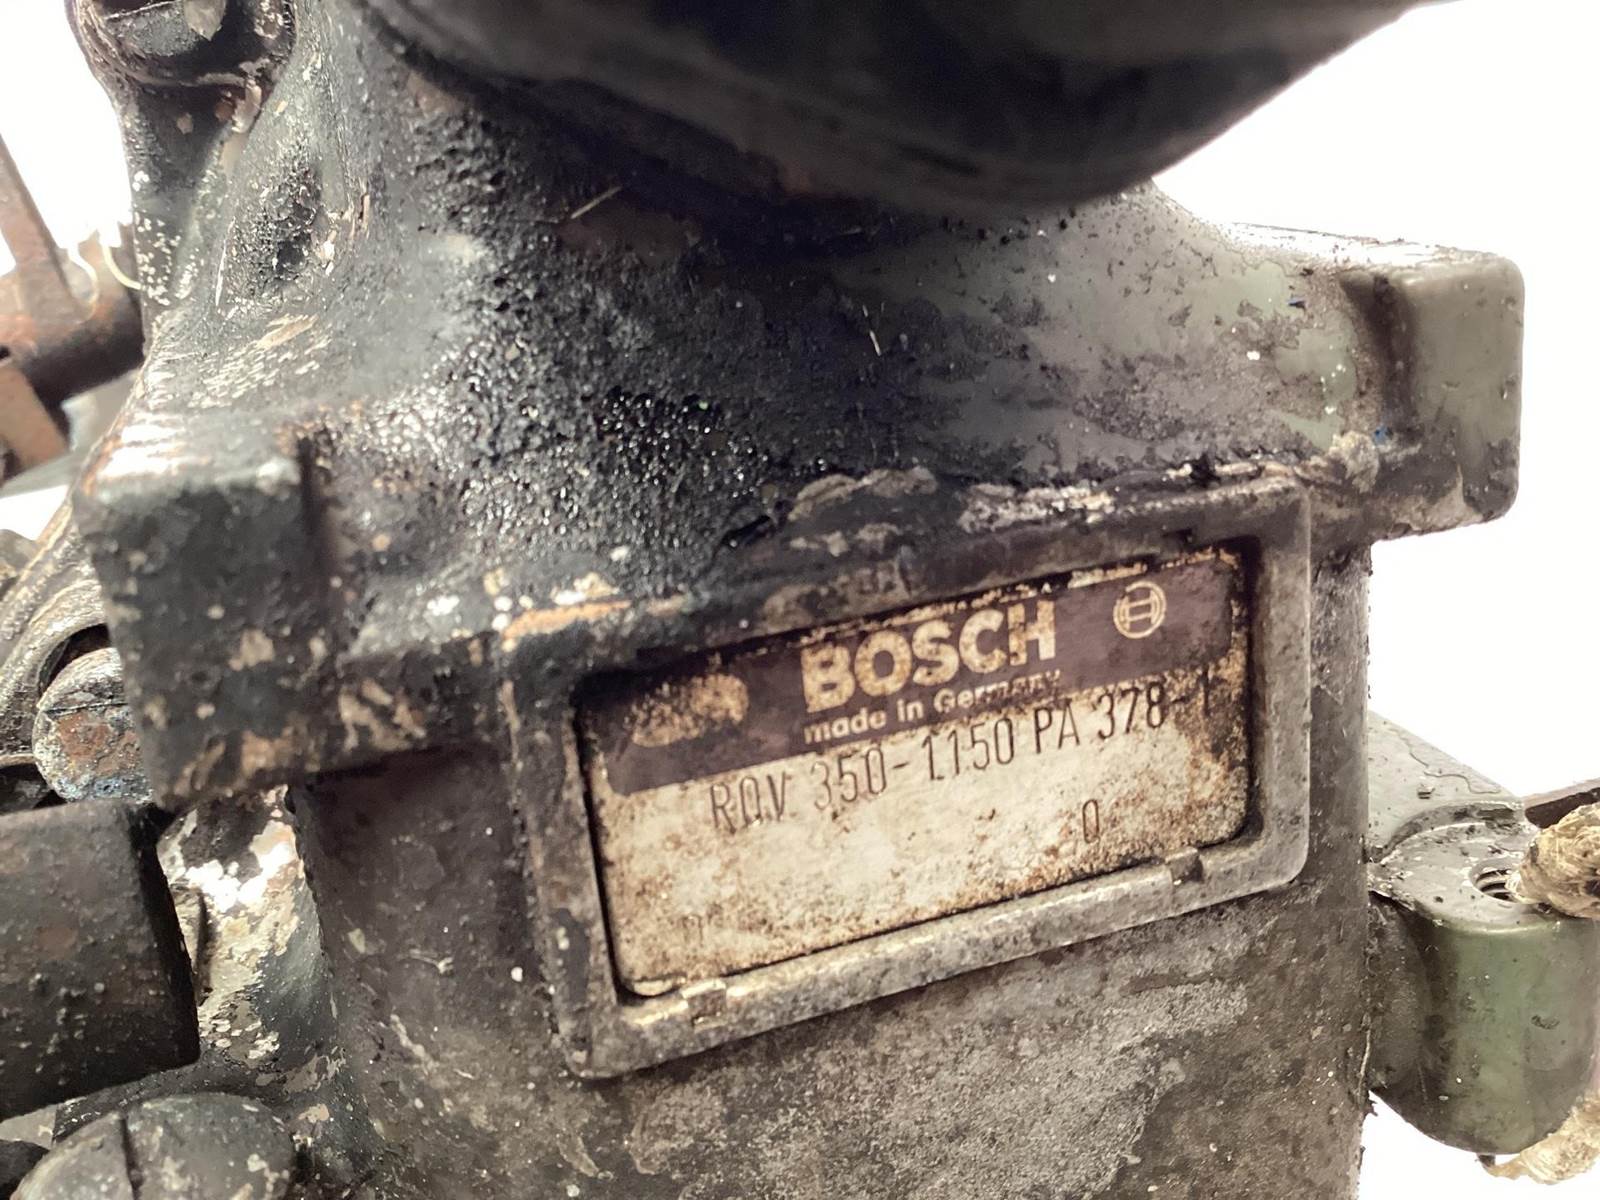 BOSCH
made in Germany
RQV 350-1150 PA 378-1
0